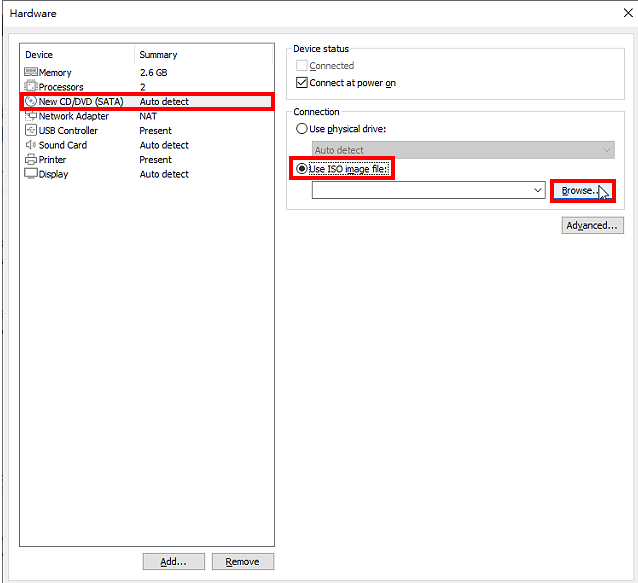 Hardware
Device Summary
Memory 2.6 GB
Processors 2
New CD/DVD (SATA) Auto detect
Network Adapter NAT
USB Controller Present
Sound Card Auto detect
Printer Present
Display Auto detect
Add...
Remove
Device status
Connected
Connect at power on
Connection
Use physical drive:
Auto detect
Use ISO image file:
Browse...
Advanced...